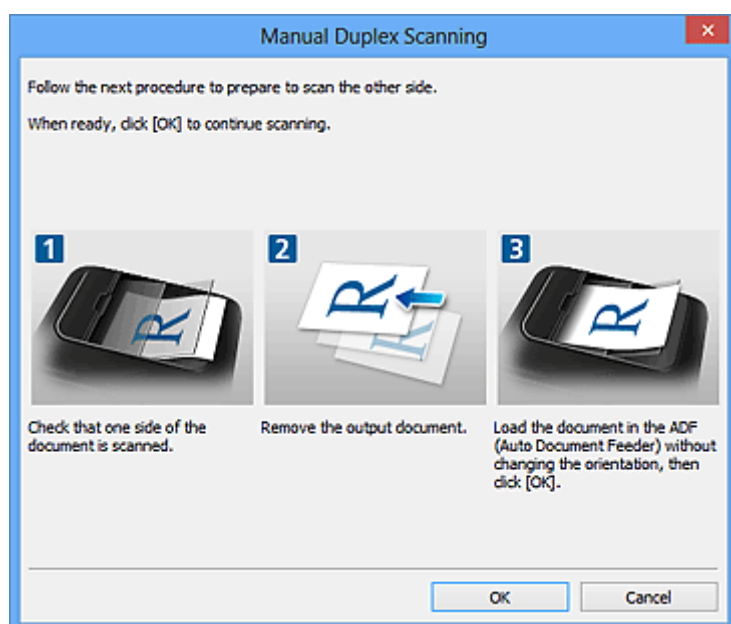 Manual Duplex Scanning
Follow the next procedure to prepare to scan the other side.
When ready, click [OK] to continue scanning.
1
2
3
R
R
R
R
Check that one side of the
document is scanned.
Remove the output document.
Load the document in the ADF
(Auto Document Feeder) without
changing the orientation, then
click [OK].
OK
Cancel